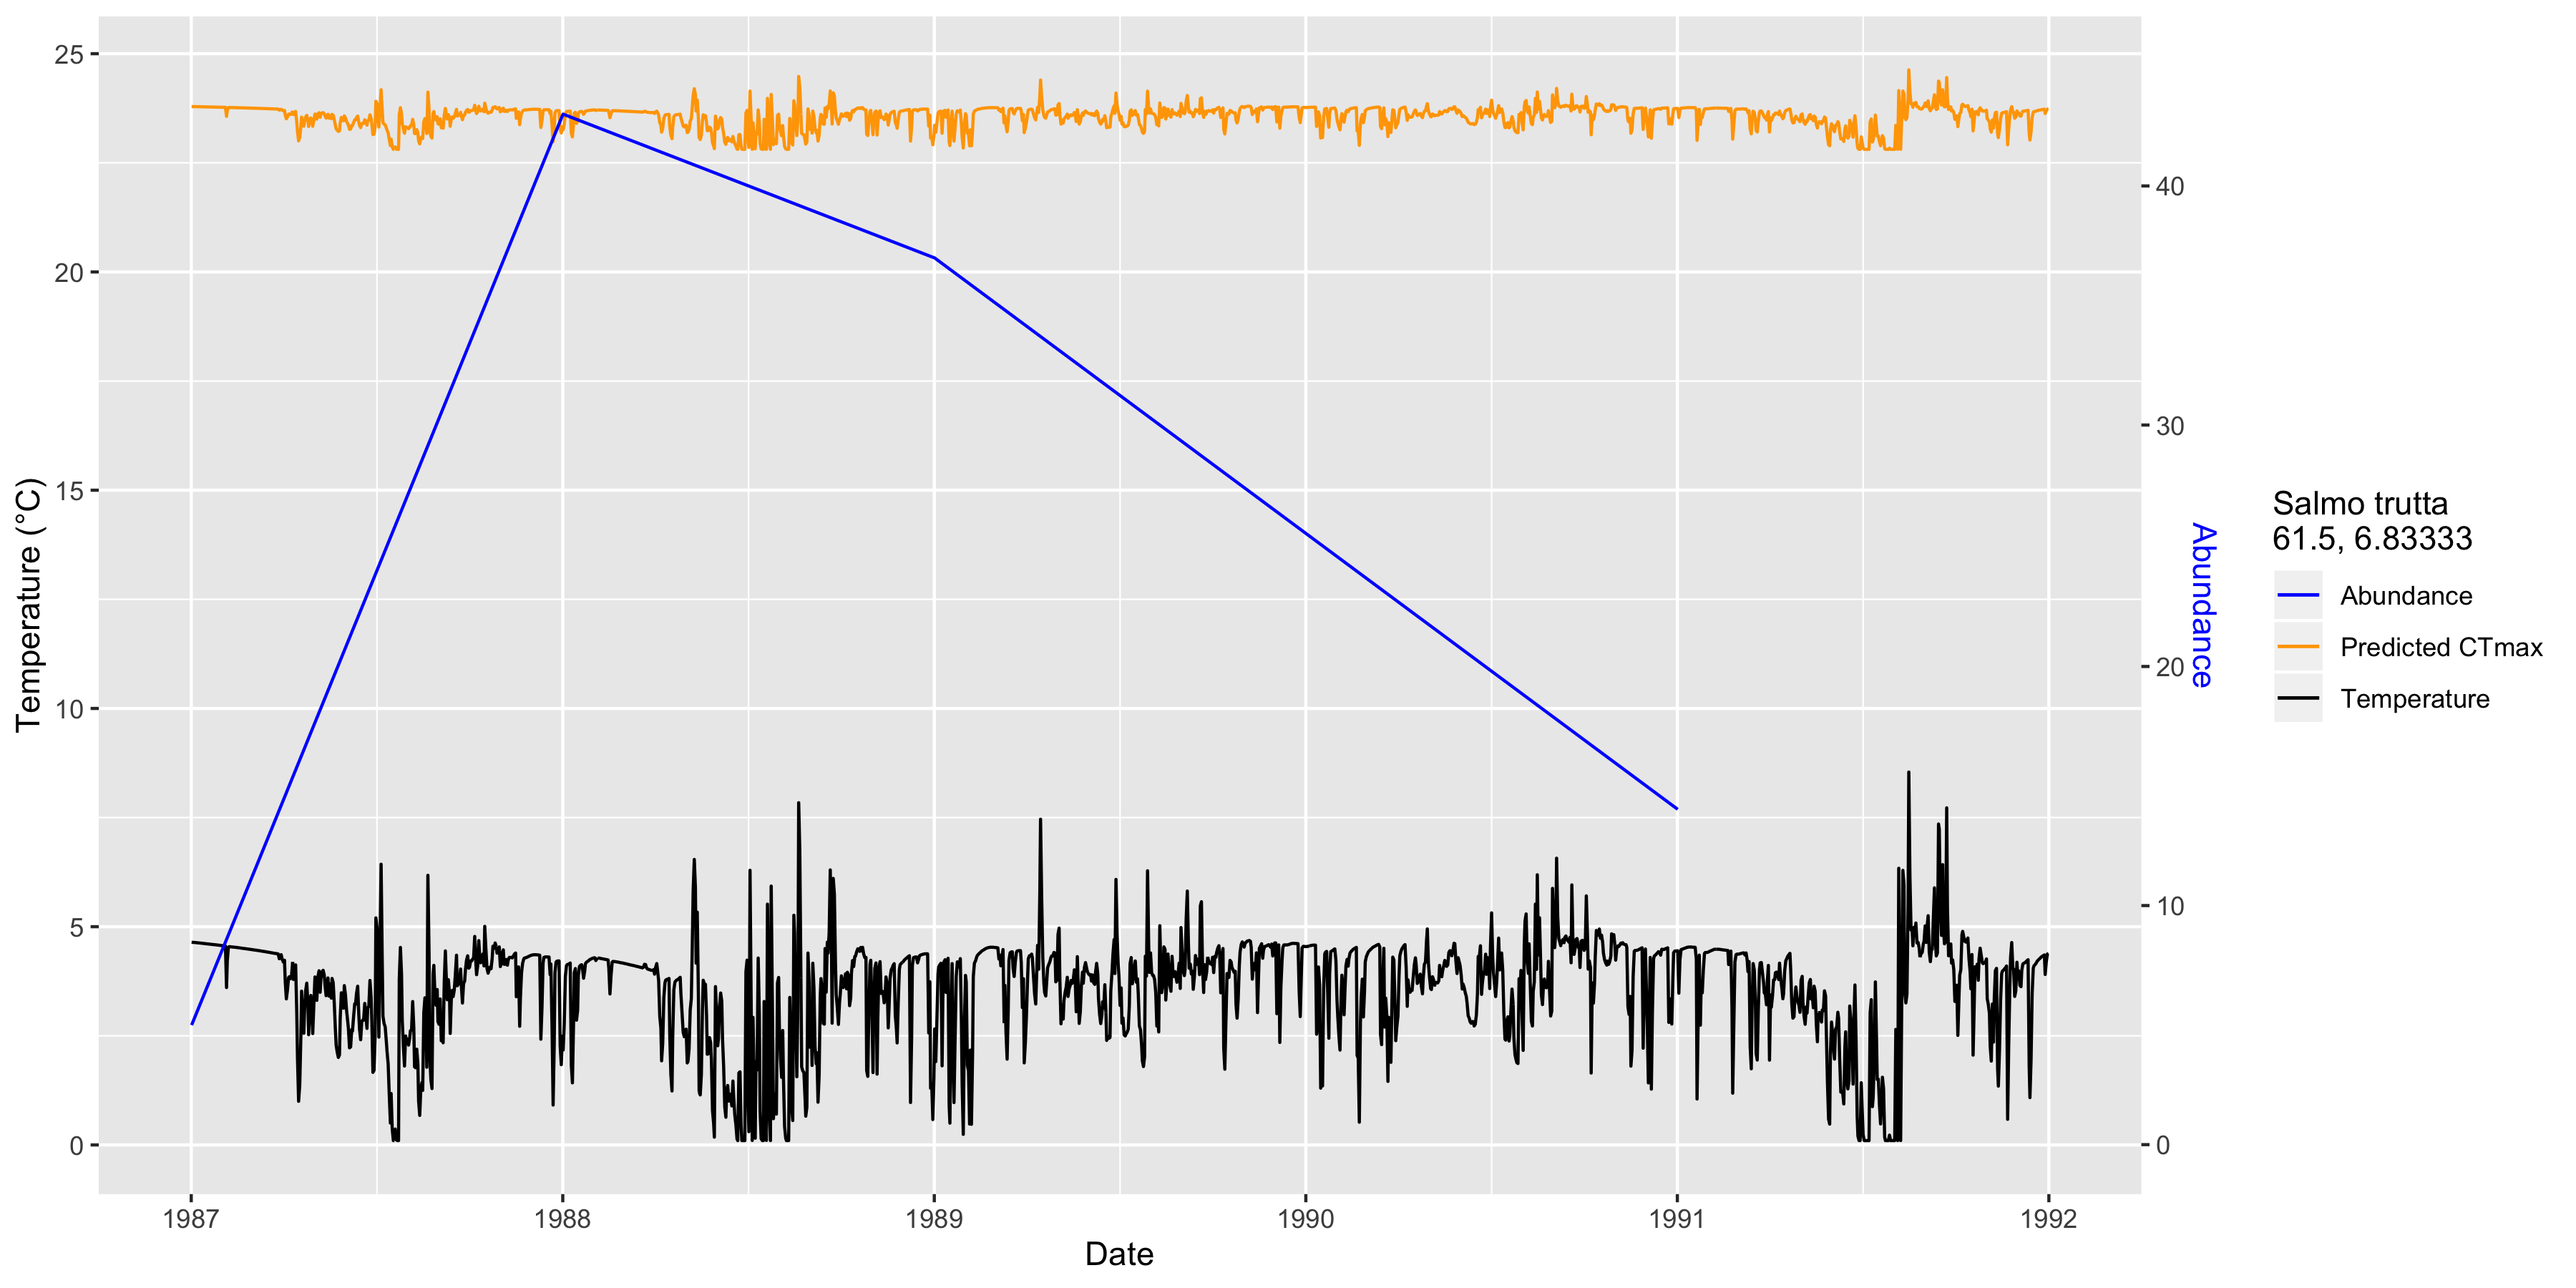 25
20
15
10
5
0
Temperature (°C)
40
30
20
10
0
Abundance
1987
1988
1989
1990
1991
1992
Date
Salmo trutta
61.5, 6.83333
Abundance
Predicted CTmax
Temperature